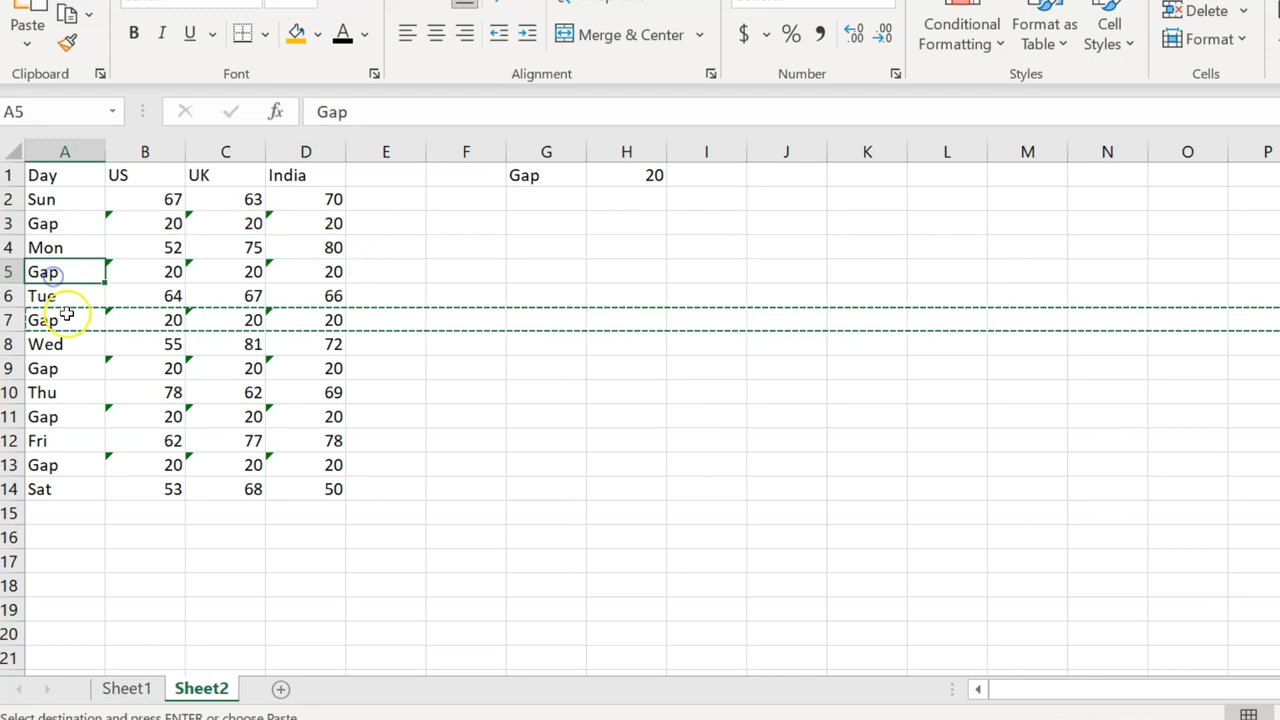 Paste
B I U A
Merge & Center
$ % 9
Conditional Formatting
Format as Table
Cell Styles
Delete
Format
Clipboard Font Alignment Number Styles Cells
A5 fx Gap
A B C D E F G H I J K L M N O P
1 Day US UK India Gap 20
2 Sun 67 63 70
3 Gap 20 20 20
4 Mon 52 75 80
5 Gap 20 20 20
6 Tue 64 67 66
7 Gap 20 20 20
8 Wed 55 81 72
9 Gap 20 20 20
10 Thu 78 62 69
11 Gap 20 20 20
12 Fri 62 77 78
13 Gap 20 20 20
14 Sat 53 68 50
15
16
17
18
19
20
21
Sheet1 Sheet2
Select destination and press ENTER or choose Paste